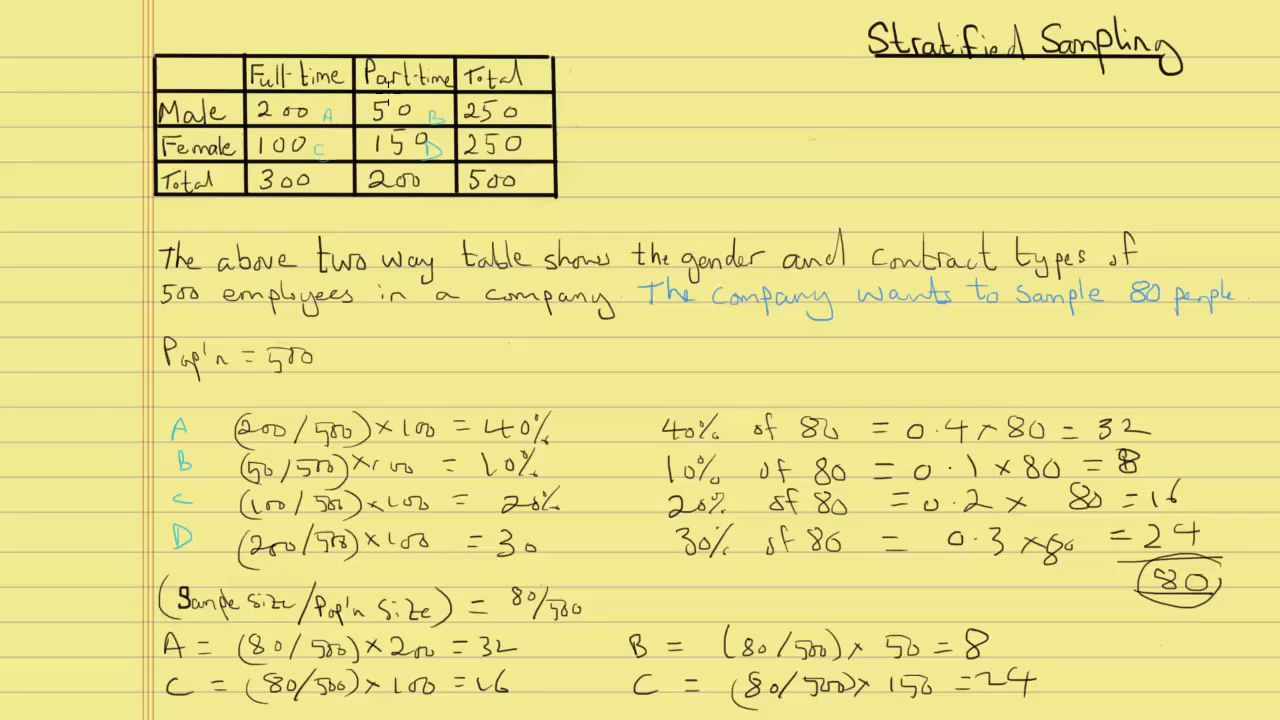 Stratified Sampling
Full-time Part-time Total
Male 200 A 50 B 250
Female 100 C 150 D 250
Total 300 200 500
The above two way table shows the gender and contract types of
500 employees in a company. The company wants to sample 80 people.
Pop'n = 500
A (200/500)×100 = 40% 40% of 80 = 0.4 × 80 = 32
B (50/500)×100 = 10% 10% of 80 = 0.1 × 80 = 8
C (100/500)×100 = 20% 20% of 80 = 0.2 × 80 = 16
D (200/500)×100 = 30 30% of 80 = 0.3 × 80 = 24
80
(Sample size/Pop'n size) = 80/500
A = (80/500)×200 = 32 B = (80/500)× 50 = 8
C = (80/500)×100 = 16 C = (80/500)× 150 = 24